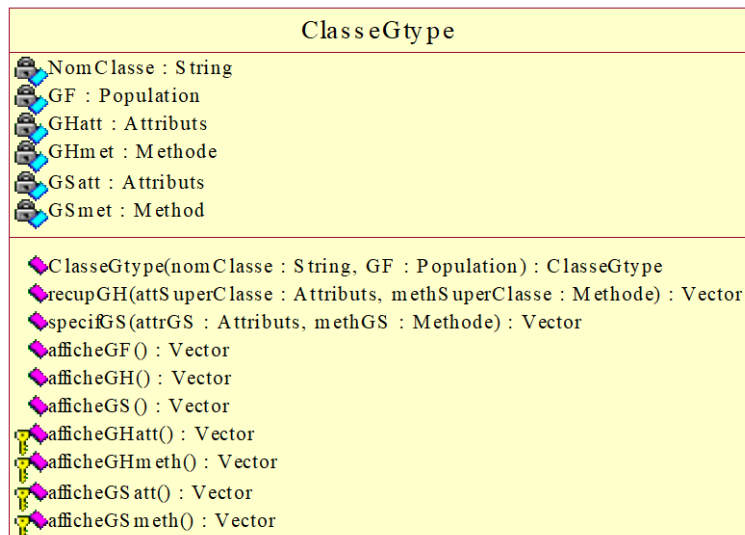 ClasseGtype
NomClasse : String
GF : Population
GHatt : Attributs
GHmet : Methode
GSatt : Attributs
GSmet : Method
ClasseGtype(nomClasse : String, GF : Population) : ClasseGtype
recupGH(attSuperClasse : Attributs, methSuperClasse : Methode) : Vector
specifGS(attrGS : Attributs, methGS : Methode) : Vector
afficheGF() : Vector
afficheGH() : Vector
afficheGS() : Vector
afficheGHatt() : Vector
afficheGHmeth() : Vector
afficheGSatt() : Vector
afficheGSmeth() : Vector